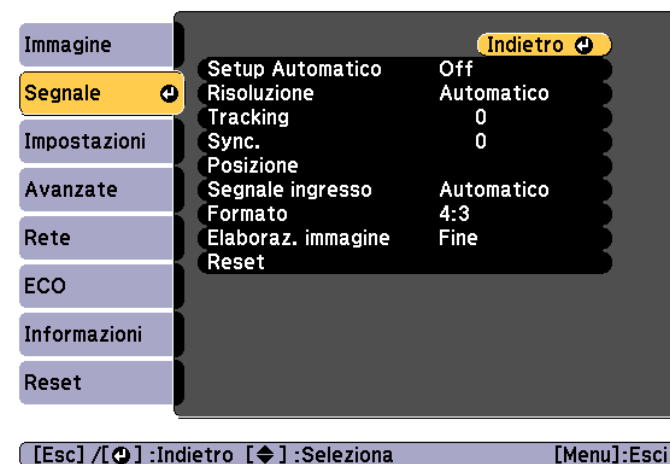 Immagine
Segnale
Impostazioni
Avanzate
Rete
ECO
Informazioni
Reset
Indietro
Setup Automatico Off
Risoluzione Automatico
Tracking 0
Sync. 0
Posizione
Segnale ingresso Automatico
Formato 4:3
Elaboraz. immagine Fine
Reset
[Esc] /[⏎] :Indietro [◆] :Seleziona [Menu]:Esci